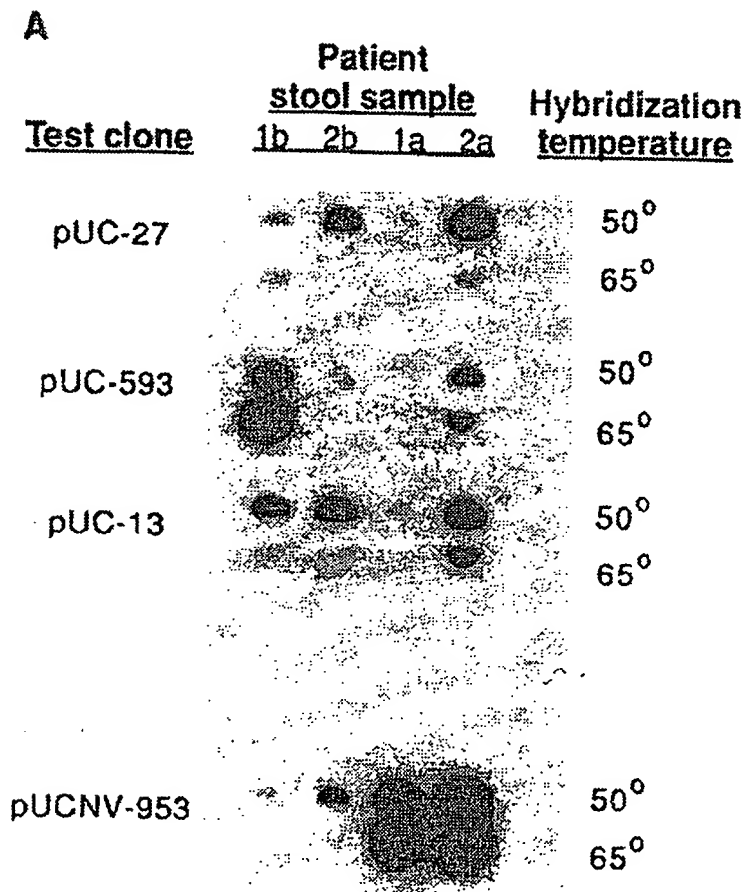 A
Patient
stool sample
Test clone 1b 2b 1a 2a Hybridization
temperature
pUC-27 50°
65°
pUC-593 50°
65°
pUC-13 50°
65°
pUCNV-953 50°
65°